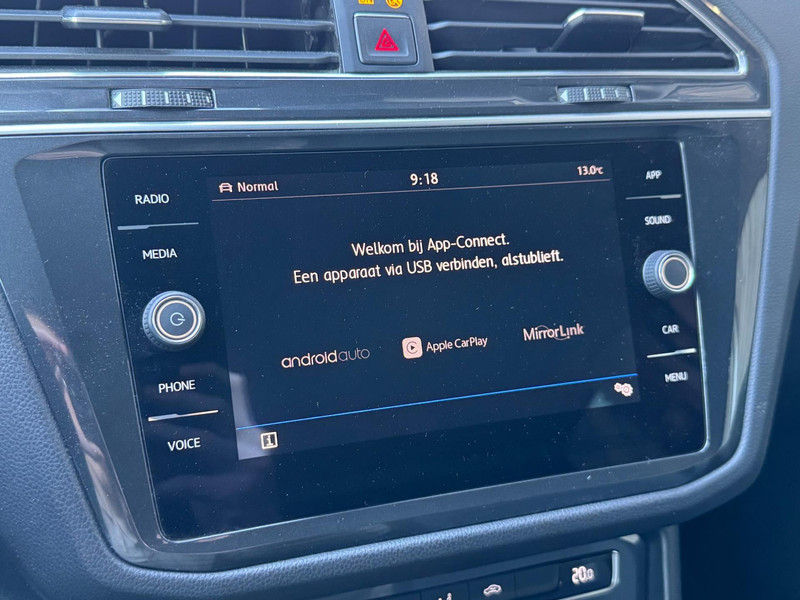 RADIO
MEDIA
PHONE
VOICE
Normal
9:18
13.0°C
Welkom bij App-Connect.
Een apparaat via USB verbinden, alstublieft.
androidauto
Apple CarPlay
MirrorLink
i
APP
SOUND
CAR
MENU
20.0